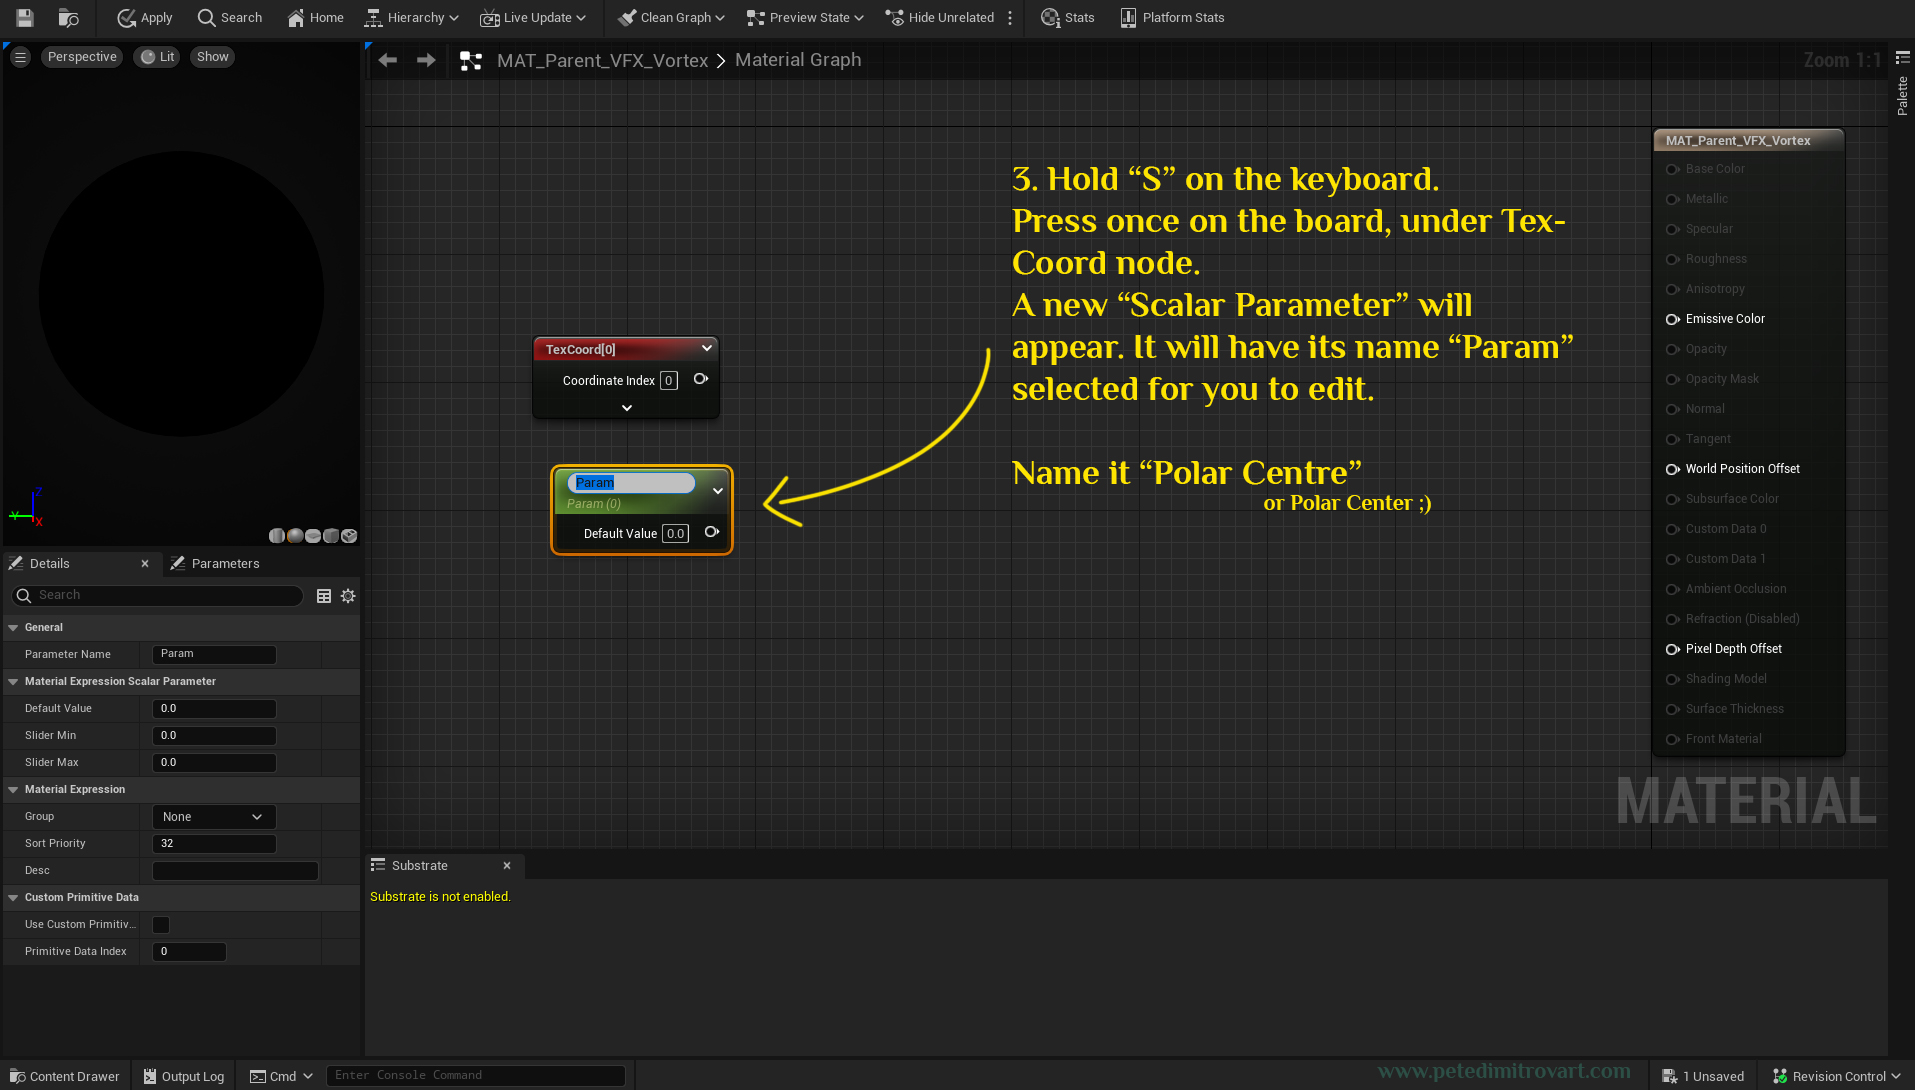 Apply
Search
Home
Hierarchy
Live Update
Clean Graph
Preview State
Hide Unrelated
Stats
Platform Stats
Perspective
Lit
Show
MAT_Parent_VFX_Vortex
Material Graph
Zoom 1:1
Palette
MAT_Parent_VFX_Vortex
Base Color
Metallic
Specular
Roughness
Anisotropy
Emissive Color
Opacity
Opacity Mask
Normal
Tangent
World Position Offset
Subsurface Color
Custom Data 0
Custom Data 1
Ambient Occlusion
Refraction (Disabled)
Pixel Depth Offset
Shading Model
Surface Thickness
Front Material
3. Hold “S” on the keyboard.
Press once on the board, under Tex-
Coord node.
A new “Scalar Parameter” will
appear. It will have its name “Param”
selected for you to edit.
Name it “Polar Centre”
or Polar Center ;)
TexCoord[0]
Coordinate Index 0
Param
Param (0)
Default Value 0.0
MATERIAL
Z
Y
X
Details
Parameters
Search
General
Parameter Name Param
Material Expression Scalar Parameter
Default Value 0.0
Slider Min 0.0
Slider Max 0.0
Material Expression
Group None
Sort Priority 32
Desc
Custom Primitive Data
Use Custom Primitiv...
Primitive Data Index 0
Substrate
Substrate is not enabled.
Content Drawer
Output Log
Cmd
Enter Console Command
www.petedimitrovart.com
1 Unsaved
Revision Control